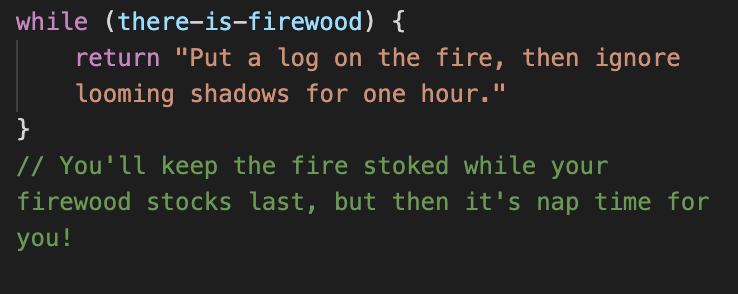 while (there-is-firewood) {
    return "Put a log on the fire, then ignore
    looming shadows for one hour."
}
// You'll keep the fire stoked while your
firewood stocks last, but then it's nap time for
you!